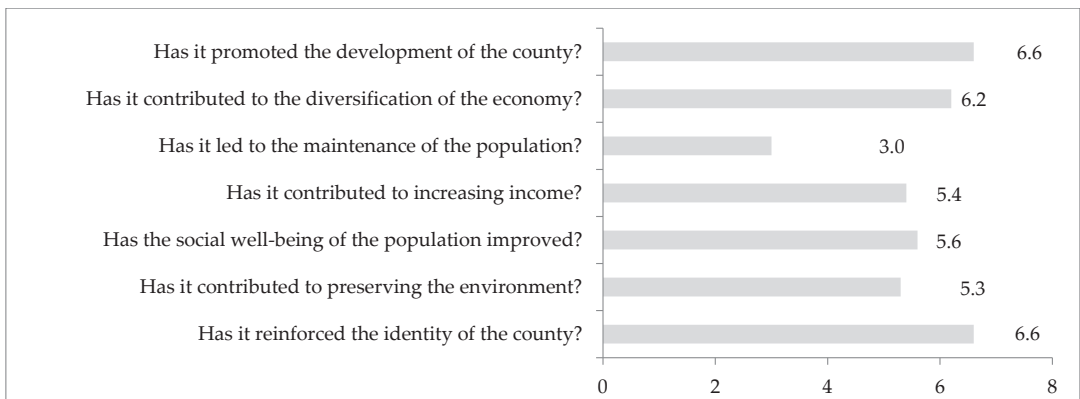 Has it promoted the development of the county? 6.6
Has it contributed to the diversification of the economy? 6.2
Has it led to the maintenance of the population? 3.0
Has it contributed to increasing income? 5.4
Has the social well-being of the population improved? 5.6
Has it contributed to preserving the environment? 5.3
Has it reinforced the identity of the county? 6.6
0 2 4 6 8